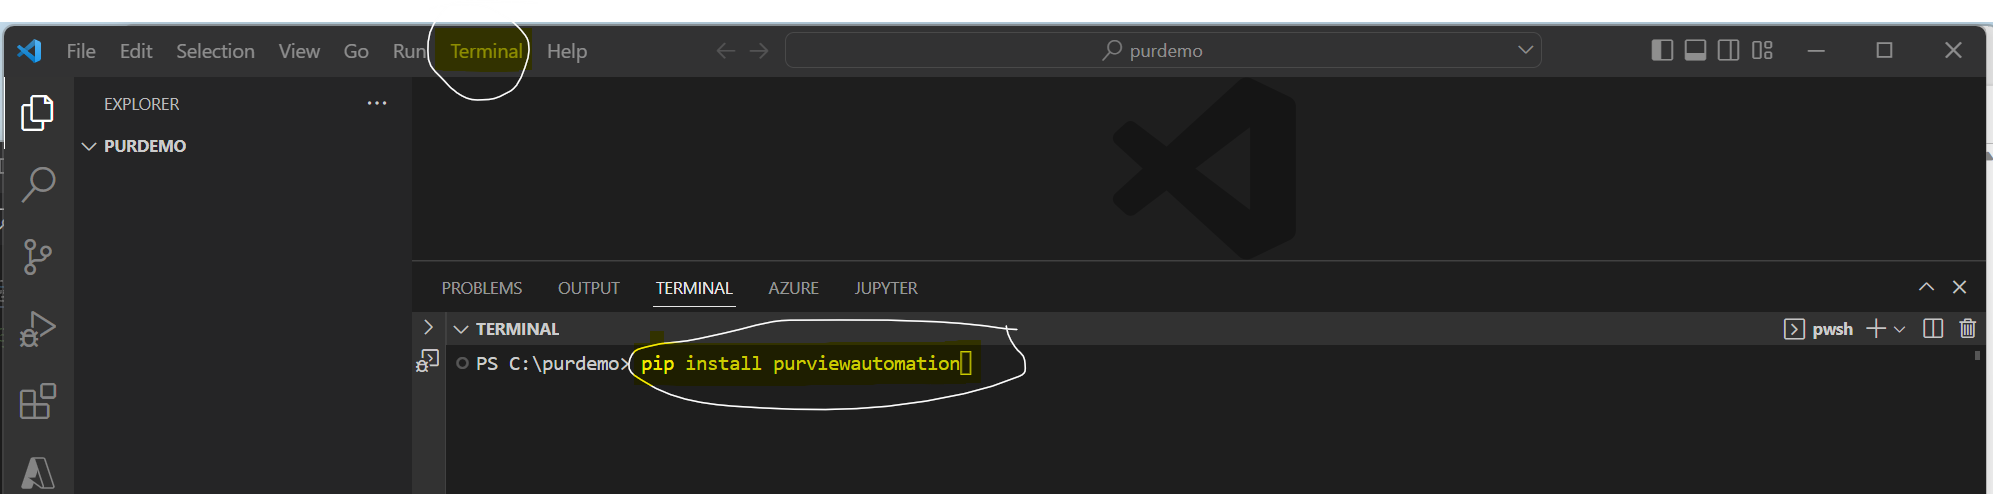 File Edit Selection View Go Run Terminal Help purdemo
EXPLORER
PURDEMO
PROBLEMS OUTPUT TERMINAL AZURE JUPYTER
TERMINAL pwsh
PS C:\purdemo> pip install purviewautomation